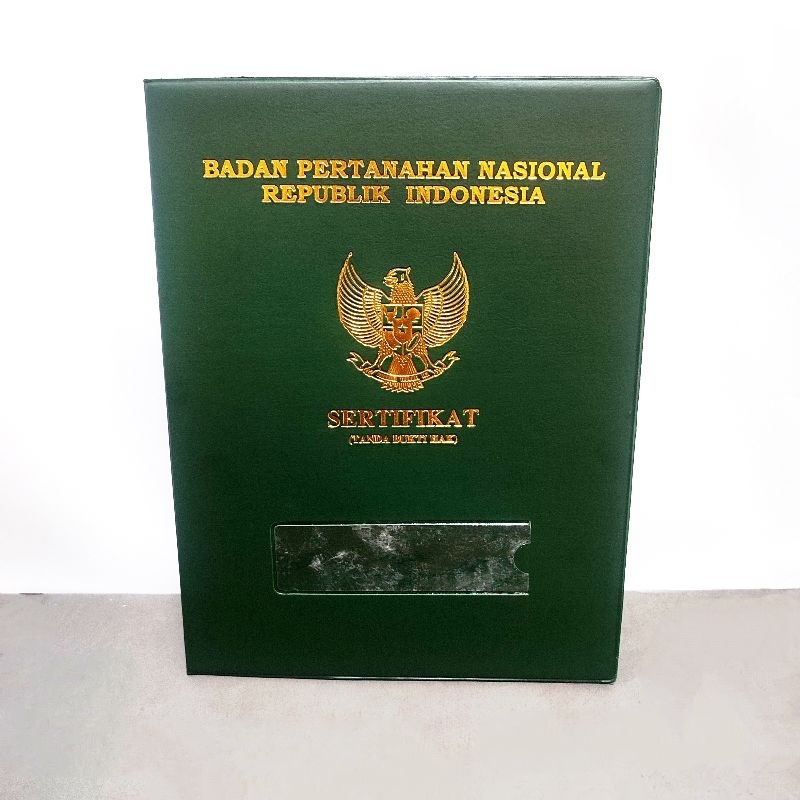 BADAN PERTANAHAN NASIONAL
REPUBLIK INDONESIA
SERTIFIKAT
(TANDA BUKTI HAK)